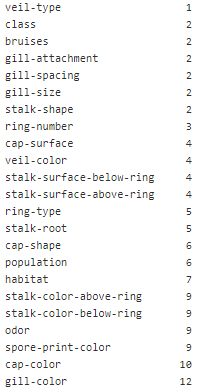 veil-type 1
class 2
bruises 2
gill-attachment 2
gill-spacing 2
gill-size 2
stalk-shape 2
ring-number 3
cap-surface 4
veil-color 4
stalk-surface-below-ring 4
stalk-surface-above-ring 4
ring-type 5
stalk-root 5
cap-shape 6
population 6
habitat 7
stalk-color-above-ring 9
stalk-color-below-ring 9
odor 9
spore-print-color 9
cap-color 10
gill-color 12